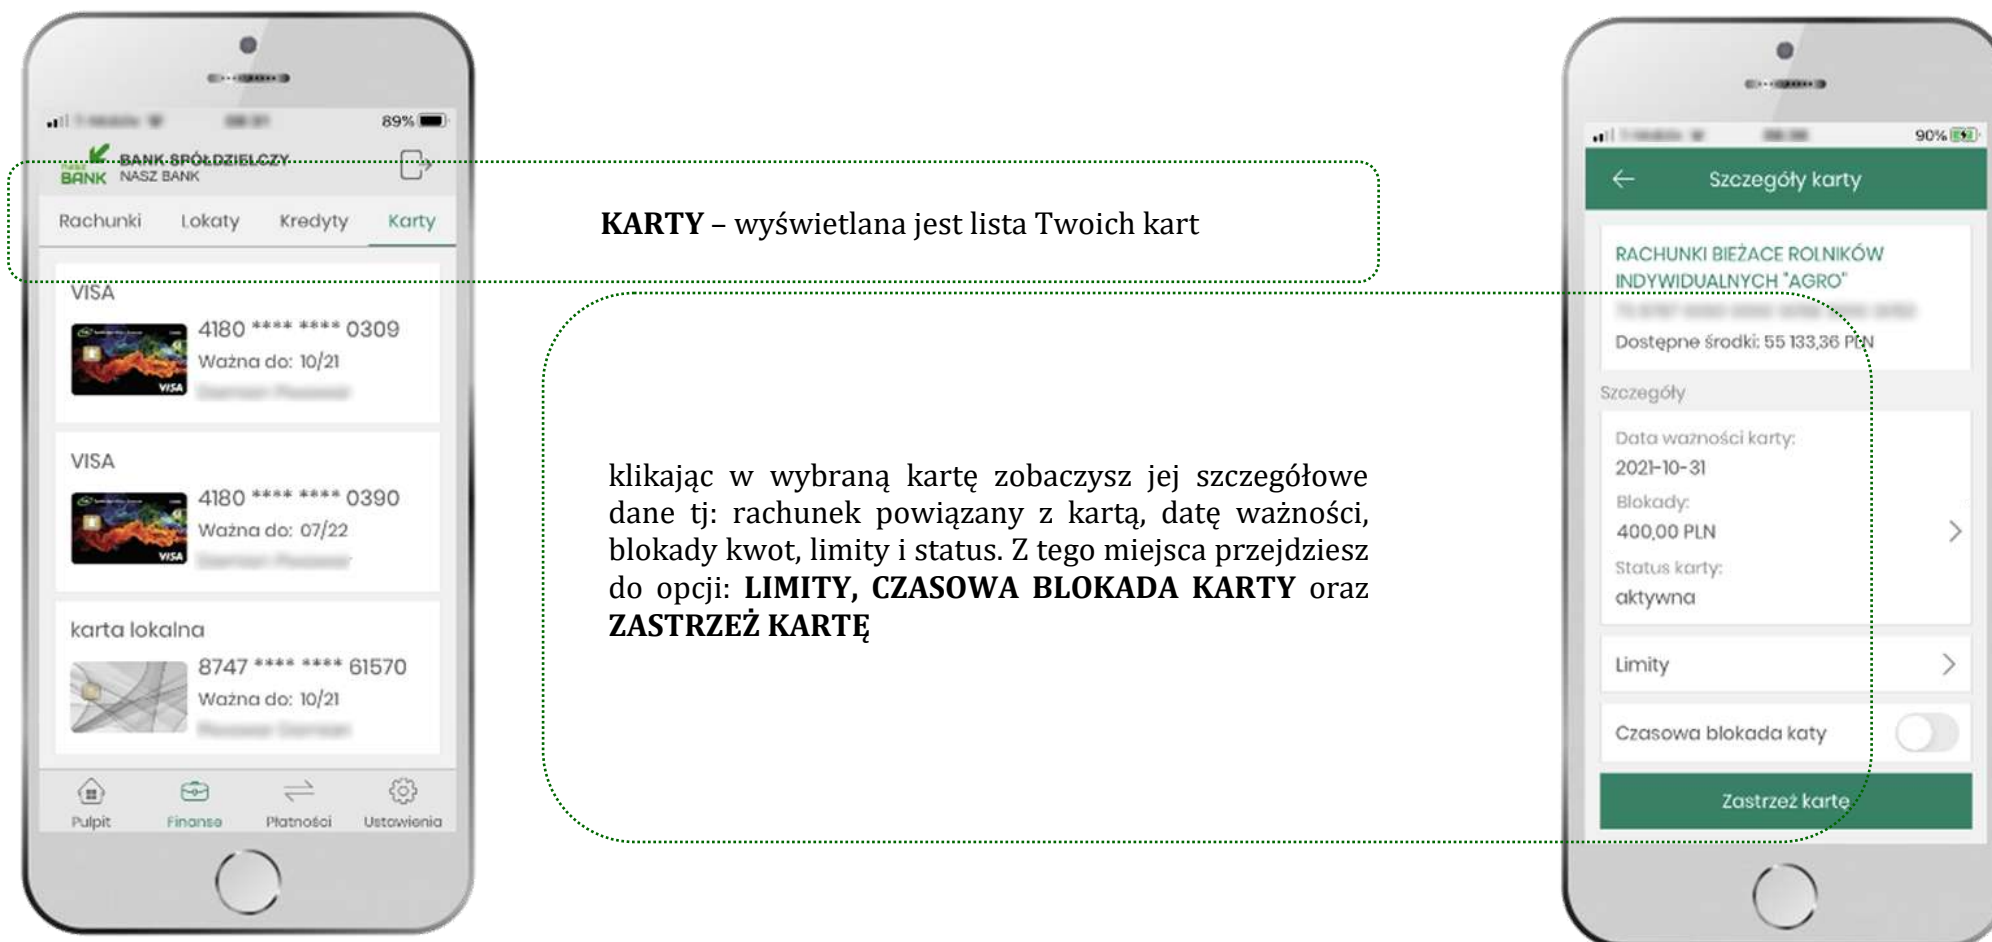 89%
nasz
BANK
BANK SPÓŁDZIELCZY
NASZ BANK
Rachunki Lokaty Kredyty Karty
VISA
4180 **** **** 0309
Ważna do: 10/21
VISA
VISA
4180 **** **** 0390
Ważna do: 07/22
VISA
karta lokalna
8747 **** **** 61570
Ważna do: 10/21
Pulpit Finanse Płatności Ustawienia
KARTY – wyświetlana jest lista Twoich kart
klikając w wybraną kartę zobaczysz jej szczegółowe
dane tj: rachunek powiązany z kartą, datę ważności,
blokady kwot, limity i status. Z tego miejsca przejdziesz
do opcji: LIMITY, CZASOWA BLOKADA KARTY oraz
ZASTRZEŻ KARTĘ
90%
Szczegóły karty
RACHUNKI BIEŻACE ROLNIKÓW
INDYWIDUALNYCH "AGRO"
Dostępne środki: 55 133,36 PLN
Szczegóły
Data ważności karty:
2021-10-31
Blokady:
400,00 PLN
Status karty:
aktywna
Limity
Czasowa blokada katy
Zastrzeż kartę